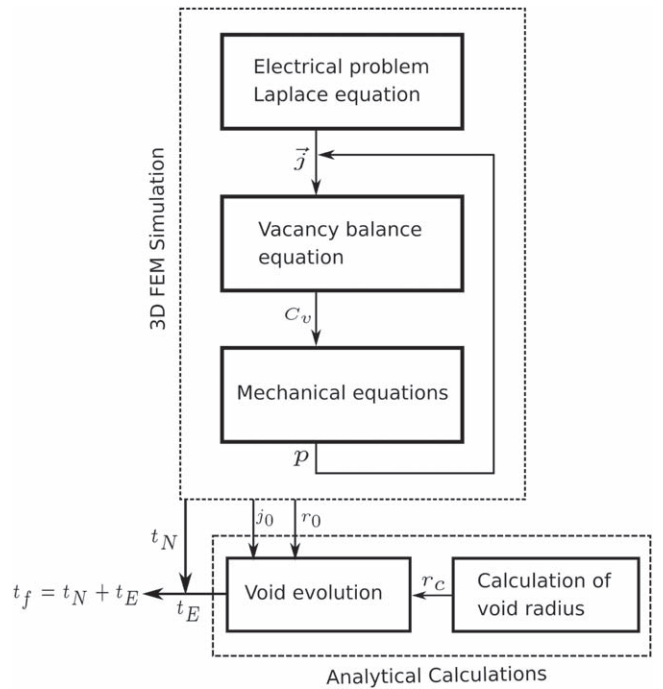 Electrical problem
Laplace equation
$\vec{j}$
Vacancy balance
equation
$C_v$
Mechanical equations
$p$
3D FEM Simulation
$t_N$
$j_0$
$r_0$
Void evolution
$r_c$
Calculation of
void radius
$t_f = t_N + t_E$
$t_E$
Analytical Calculations